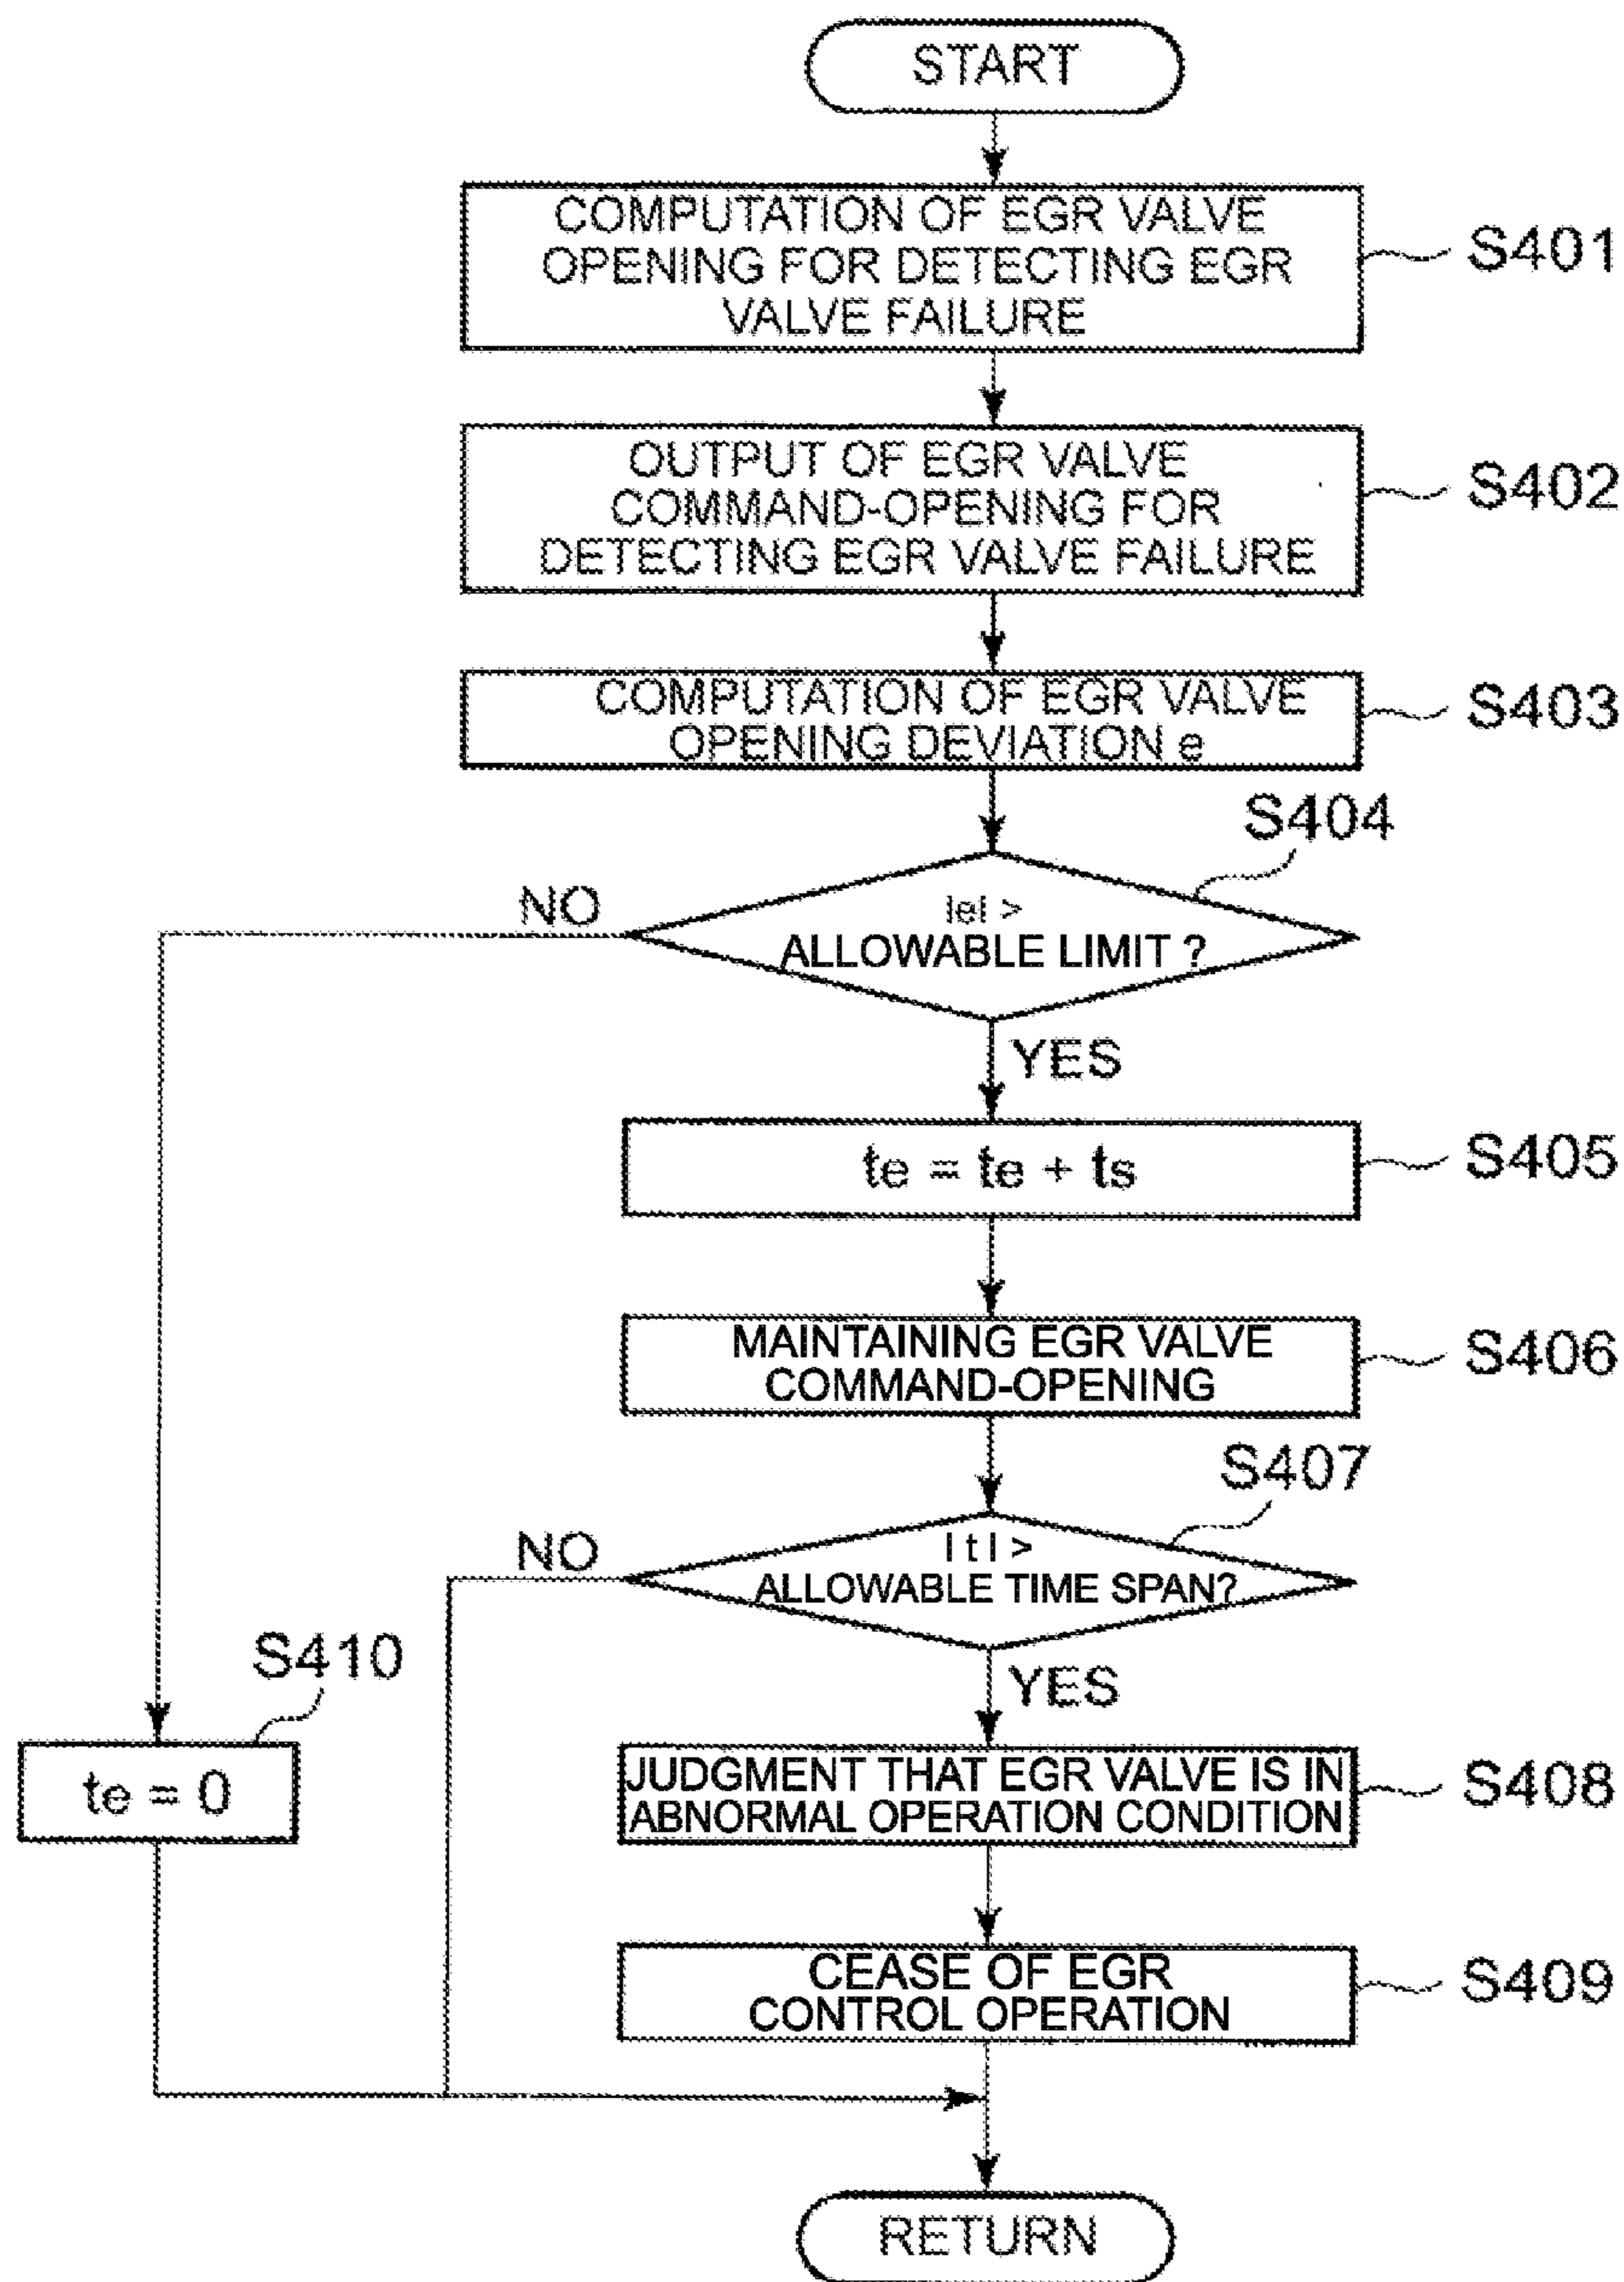 START
COMPUTATION OF EGR VALVE
OPENING FOR DETECTING EGR
VALVE FAILURE
S401
OUTPUT OF EGR VALVE
COMMAND-OPENING FOR
DETECTING EGR VALVE FAILURE
S402
COMPUTATION OF EGR VALVE
OPENING DEVIATION e
S403
S404
NO
|e| >
ALLOWABLE LIMIT ?
YES
te = te + ts
S405
MAINTAINING EGR VALVE
COMMAND-OPENING
S406
S407
NO
| t | >
ALLOWABLE TIME SPAN?
YES
S410
te = 0
JUDGMENT THAT EGR VALVE IS IN
ABNORMAL OPERATION CONDITION
S408
CEASE OF EGR
CONTROL OPERATION
S409
RETURN